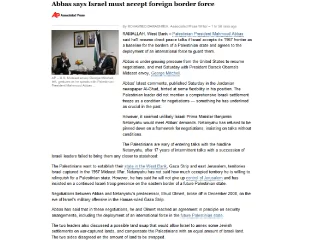 Abbas says Israel must accept foreign border force
Associated Press
RAMALLAH, West Bank – Palestinian President Mahmoud Abbas
said he'll resume direct peace talks if Israel accepts its 1967 frontier as
a baseline for the borders of a Palestinian state and agrees to the
deployment of an international force to guard them.
Abbas is under growing pressure from the United States to resume
negotiations, and met Saturday with President Barack Obama's
Mideast envoy, George Mitchell.
Abbas' latest comments, published Saturday in the Jordanian
newspaper Al-Ghad, hinted at some flexibility in his position. The
Palestinian leader did not mention a comprehensive Israeli settlement
freeze as a condition for negotiations — something he has underlined
as crucial in the past.
However, it seemed unlikely Israeli Prime Minister Benjamin
Netanyahu would meet Abbas' demands. Netanyahu has refused to be
pinned down on a framework for negotiations, insisting on talks without
conditions.
The Palestinians are wary of entering talks with the hardline
Netanyahu, after 17 years of intermittent talks with a succession of
Israeli leaders failed to bring them any closer to statehood.
The Palestinians want to establish their state in the West Bank, Gaza Strip and east Jerusalem, territories
Israel captured in the 1967 Mideast War. Netanyahu has not said how much occupied territory he is willing to
relinquish for a Palestinian state. However, he has said he will not give up control of Jerusalem and has
insisted on a continued Israeli troop presence on the eastern border of a future Palestinian state.
Negotiations between Abbas and Netanyahu's predecessor, Ehud Olmert, broke off in December 2008, on the
eve of Israel's military offensive in the Hamas-ruled Gaza Strip.
Abbas has said that in those negotiations, he and Olmert reached an agreement in principle on security
arrangements, including the deployment of an international force in the future Palestinian state.
The two leaders also discussed a possible land swap that would allow Israel to annex some Jewish
settlements on war-captured lands, and compensate the Palestinians with an equal amount of Israeli land.
The two sides disagreed on the amount of land to be swapped.